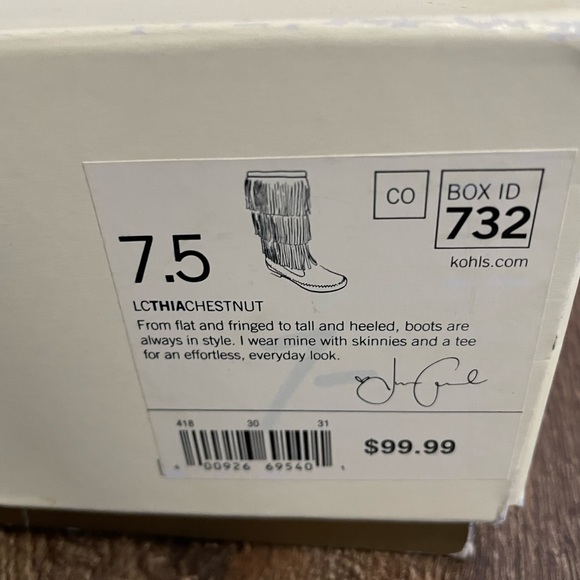 CO
BOX ID
732
kohls.com
7.5
LCTHIACHESTNUT
From flat and fringed to tall and heeled, boots are
always in style. I wear mine with skinnies and a tee
for an effortless, everyday look.
418 30 31
$99.99
4 00926 69540 1